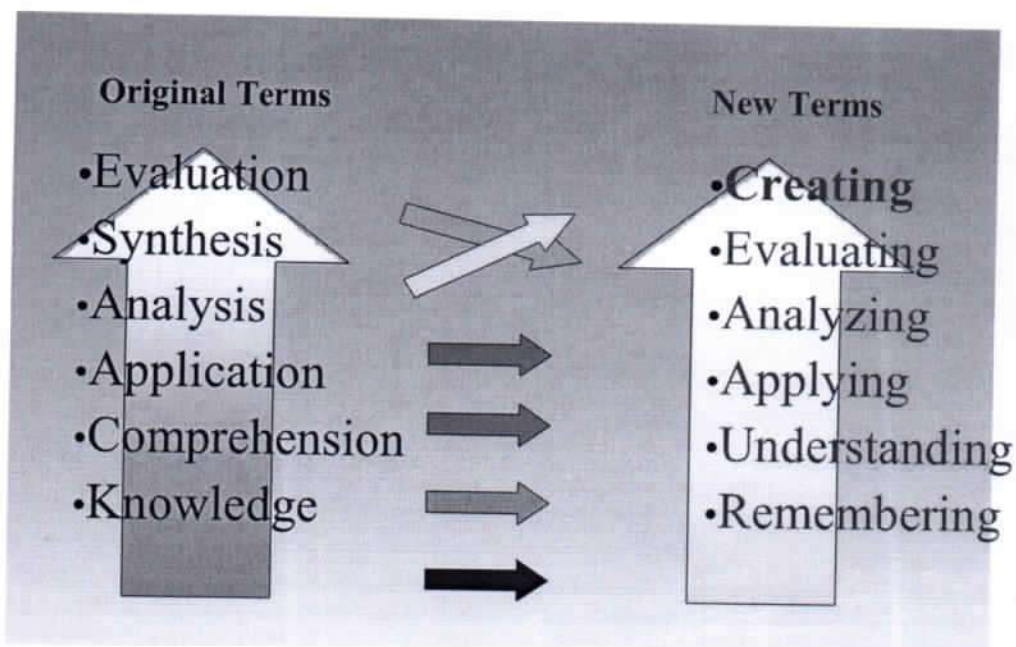 Original Terms
•Evaluation
•Synthesis
•Analysis
•Application
•Comprehension
•Knowledge
New Terms
•Creating
•Evaluating
•Analyzing
•Applying
•Understanding
•Remembering